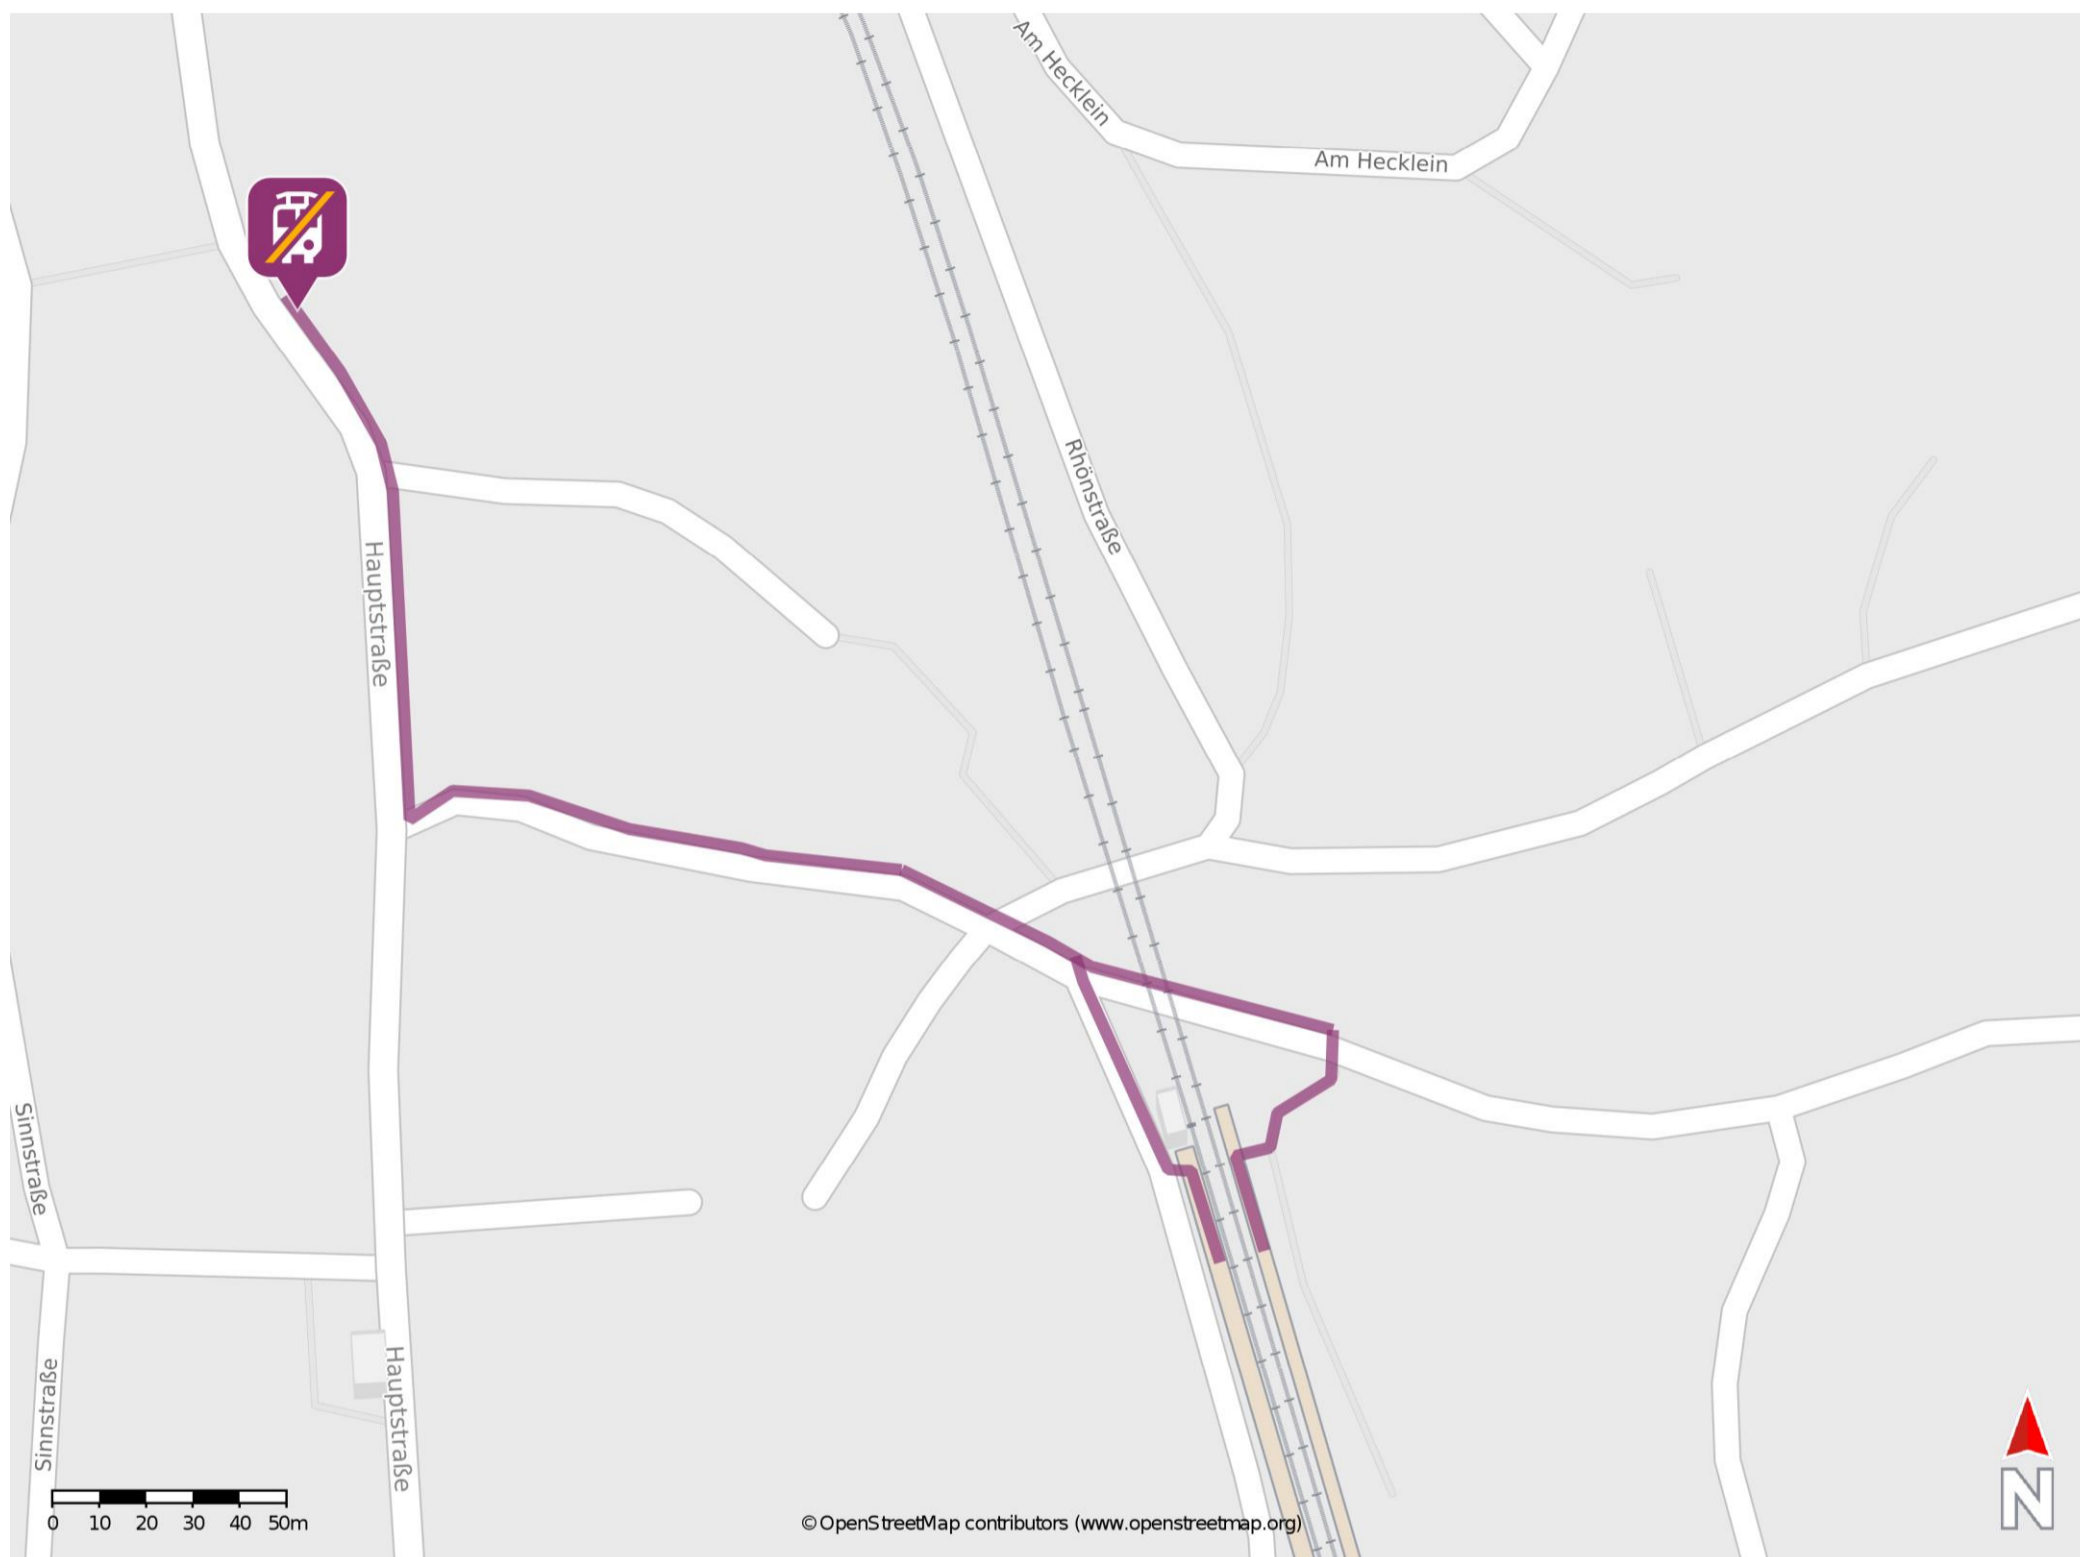 Am Hecklein
Am Hecklein
Rhönstraße
Hauptstraße
Sinnstraße
Hauptstraße
Sinnstraße
0 10 20 30 40 50m
© OpenStreetMap contributors (www.openstreetmap.org)
N